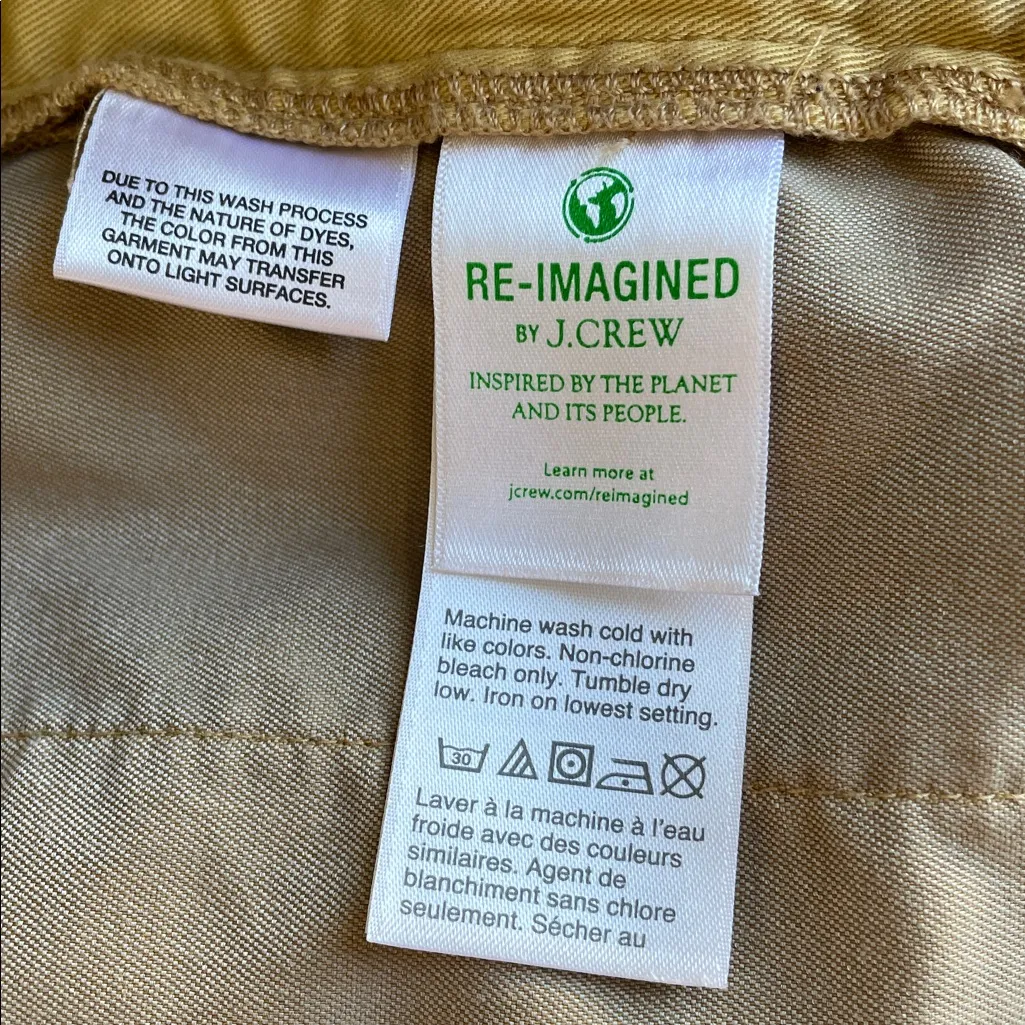 DUE TO THIS WASH PROCESS
AND THE NATURE OF DYES,
THE COLOR FROM THIS
GARMENT MAY TRANSFER
ONTO LIGHT SURFACES.
RE-IMAGINED
BY J.CREW
INSPIRED BY THE PLANET
AND ITS PEOPLE.
Learn more at
jcrew.com/reimagined
Machine wash cold with
like colors. Non-chlorine
bleach only. Tumble dry
low. Iron on lowest setting.
30
Laver à la machine à l'eau
froide avec des couleurs
similaires. Agent de
blanchiment sans chlore
seulement. Sécher au